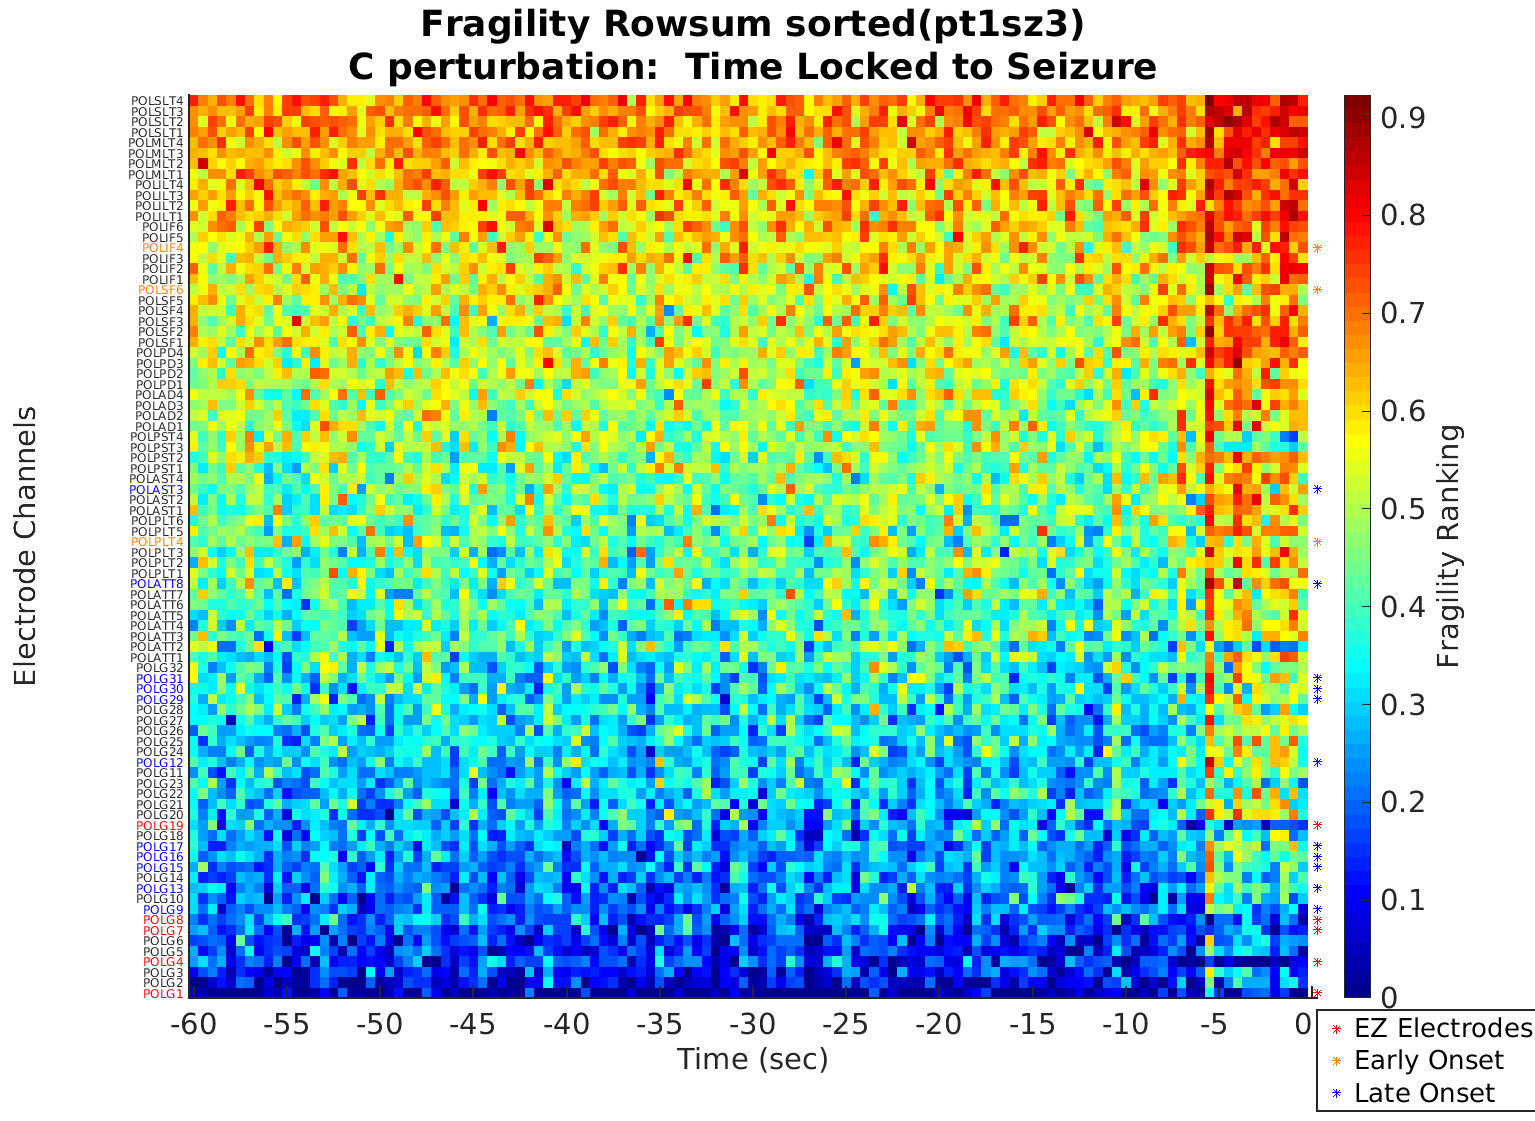 Fragility Rowsum sorted(pt1sz3)
C perturbation:  Time Locked to Seizure
Electrode Channels
POLSLT4
POLSLT3
POLSLT2
POLSLT1
POLMLT4
POLMLT3
POLMLT2
POLMLT1
POLILT4
POLILT3
POLILT2
POLILT1
POLIF6
POLIF5
POLIF4
POLIF3
POLIF2
POLIF1
POLSF6
POLSF5
POLSF4
POLSF3
POLSF2
POLSF1
POLPD4
POLPD3
POLPD2
POLPD1
POLAD4
POLAD3
POLAD2
POLAD1
POLPST4
POLPST3
POLPST2
POLPST1
POLAST4
POLAST3
POLAST2
POLAST1
POLPLT6
POLPLT5
POLPLT4
POLPLT3
POLPLT2
POLPLT1
POLATT8
POLATT7
POLATT6
POLATT5
POLATT4
POLATT3
POLATT2
POLATT1
POLG32
POLG31
POLG30
POLG29
POLG28
POLG27
POLG26
POLG25
POLG24
POLG12
POLG11
POLG23
POLG22
POLG21
POLG20
POLG19
POLG18
POLG17
POLG16
POLG15
POLG14
POLG13
POLG10
POLG9
POLG8
POLG7
POLG6
POLG5
POLG4
POLG3
POLG2
POLG1
-60 -55 -50 -45 -40 -35 -30 -25 -20 -15 -10 -5 0
Time (sec)
0.9
0.8
0.7
0.6
0.5
0.4
0.3
0.2
0.1
0
Fragility Ranking
EZ Electrodes
Early Onset
Late Onset